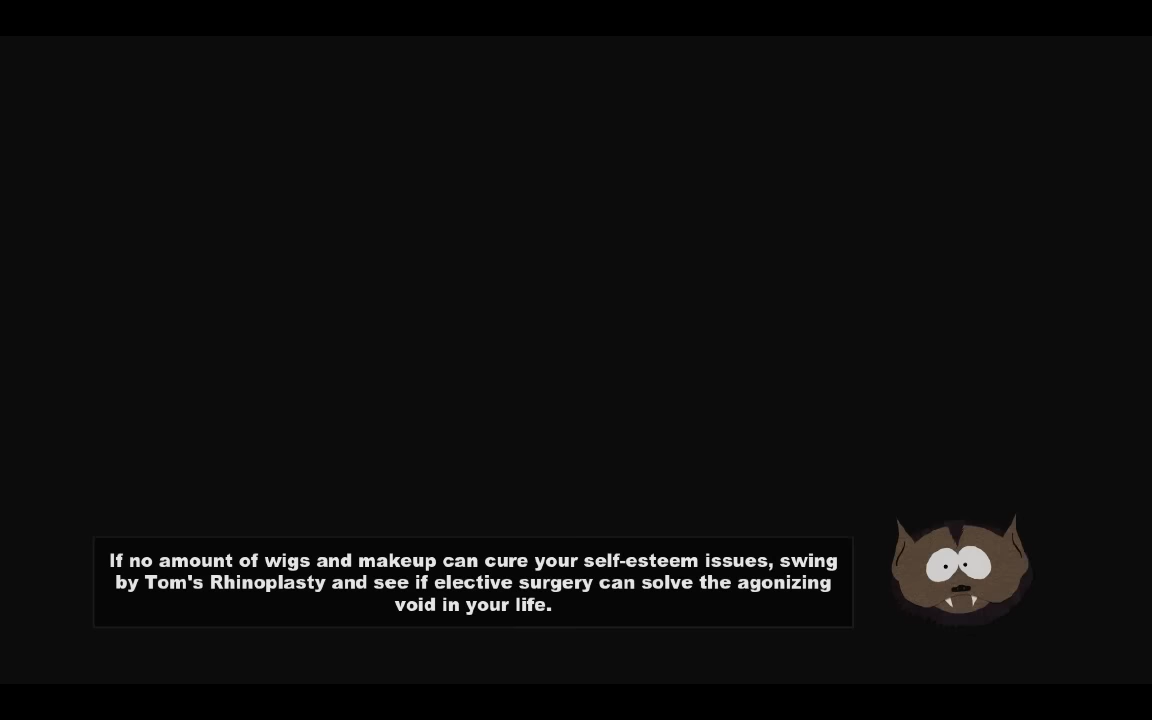 If no amount of wigs and makeup can cure your self-esteem issues, swing
by Tom's Rhinoplasty and see if elective surgery can solve the agonizing
void in your life.